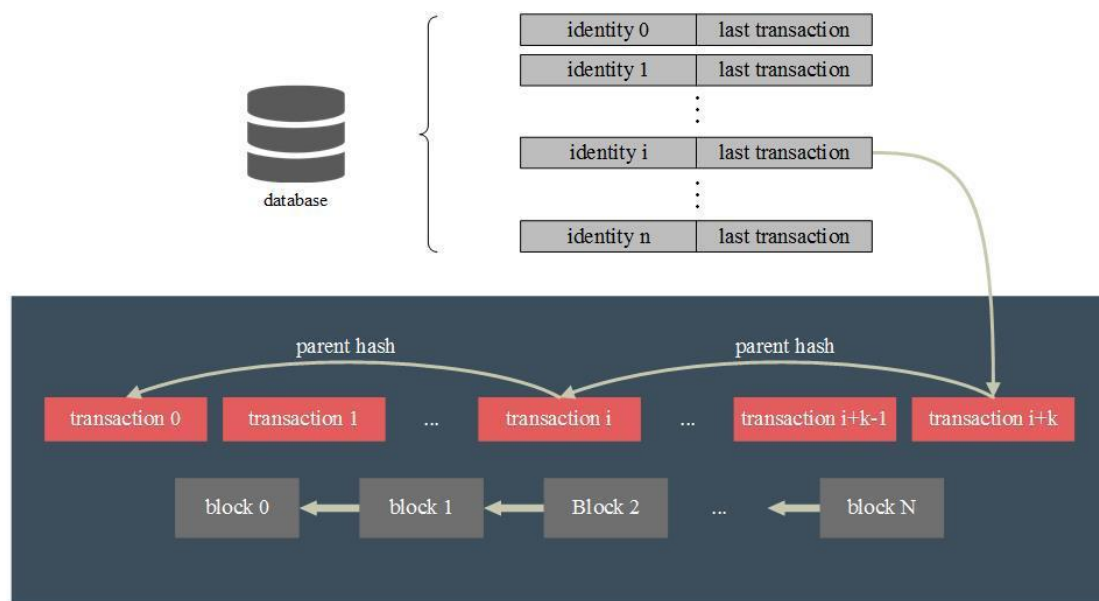 identity 0 last transaction
identity 1 last transaction
⋮
identity i last transaction
⋮
identity n last transaction
database
parent hash parent hash
transaction 0 transaction 1 ... transaction i ... transaction i+k-1 transaction i+k
block 0 block 1 Block 2 ... block N